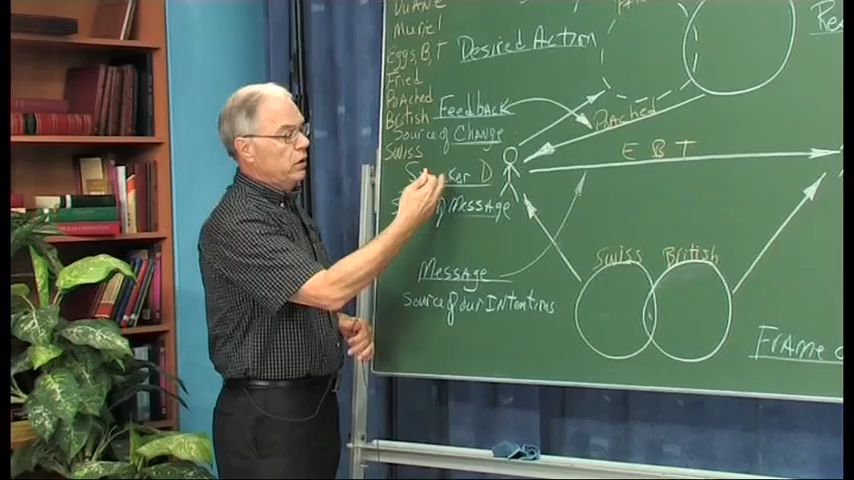 Duane
Muriel
Eggs, B, T
Fried
Poached
British
Swiss
Desired Action
Feedback
Source of Change
Poached
E B T
D
Message
Message
Source of our Intentions
Swiss
British
Frame